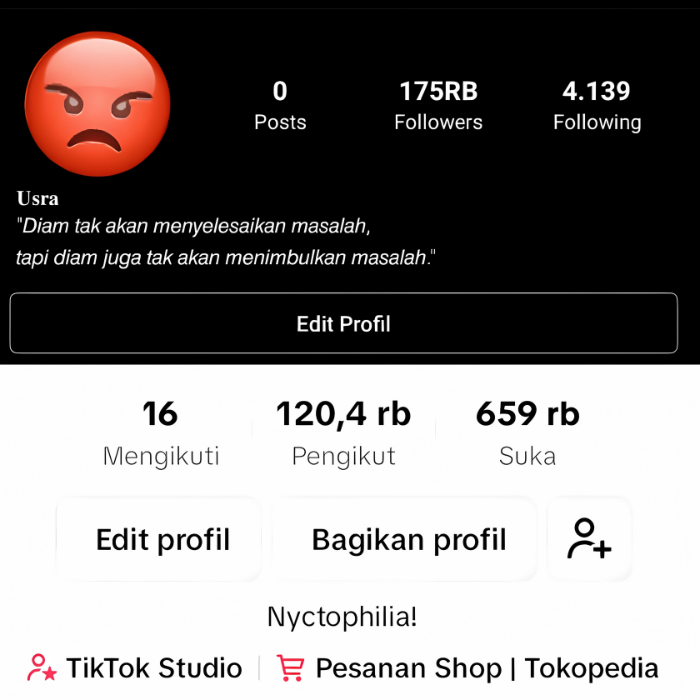 0 175RB 4.139
Posts Followers Following
Usra
"Diam tak akan menyelesaikan masalah,
tapi diam juga tak akan menimbulkan masalah."
Edit Profil
16 120,4 rb 659 rb
Mengikuti Pengikut Suka
Edit profil Bagikan profil
Nyctophilia!
TikTok Studio | Pesanan Shop | Tokopedia